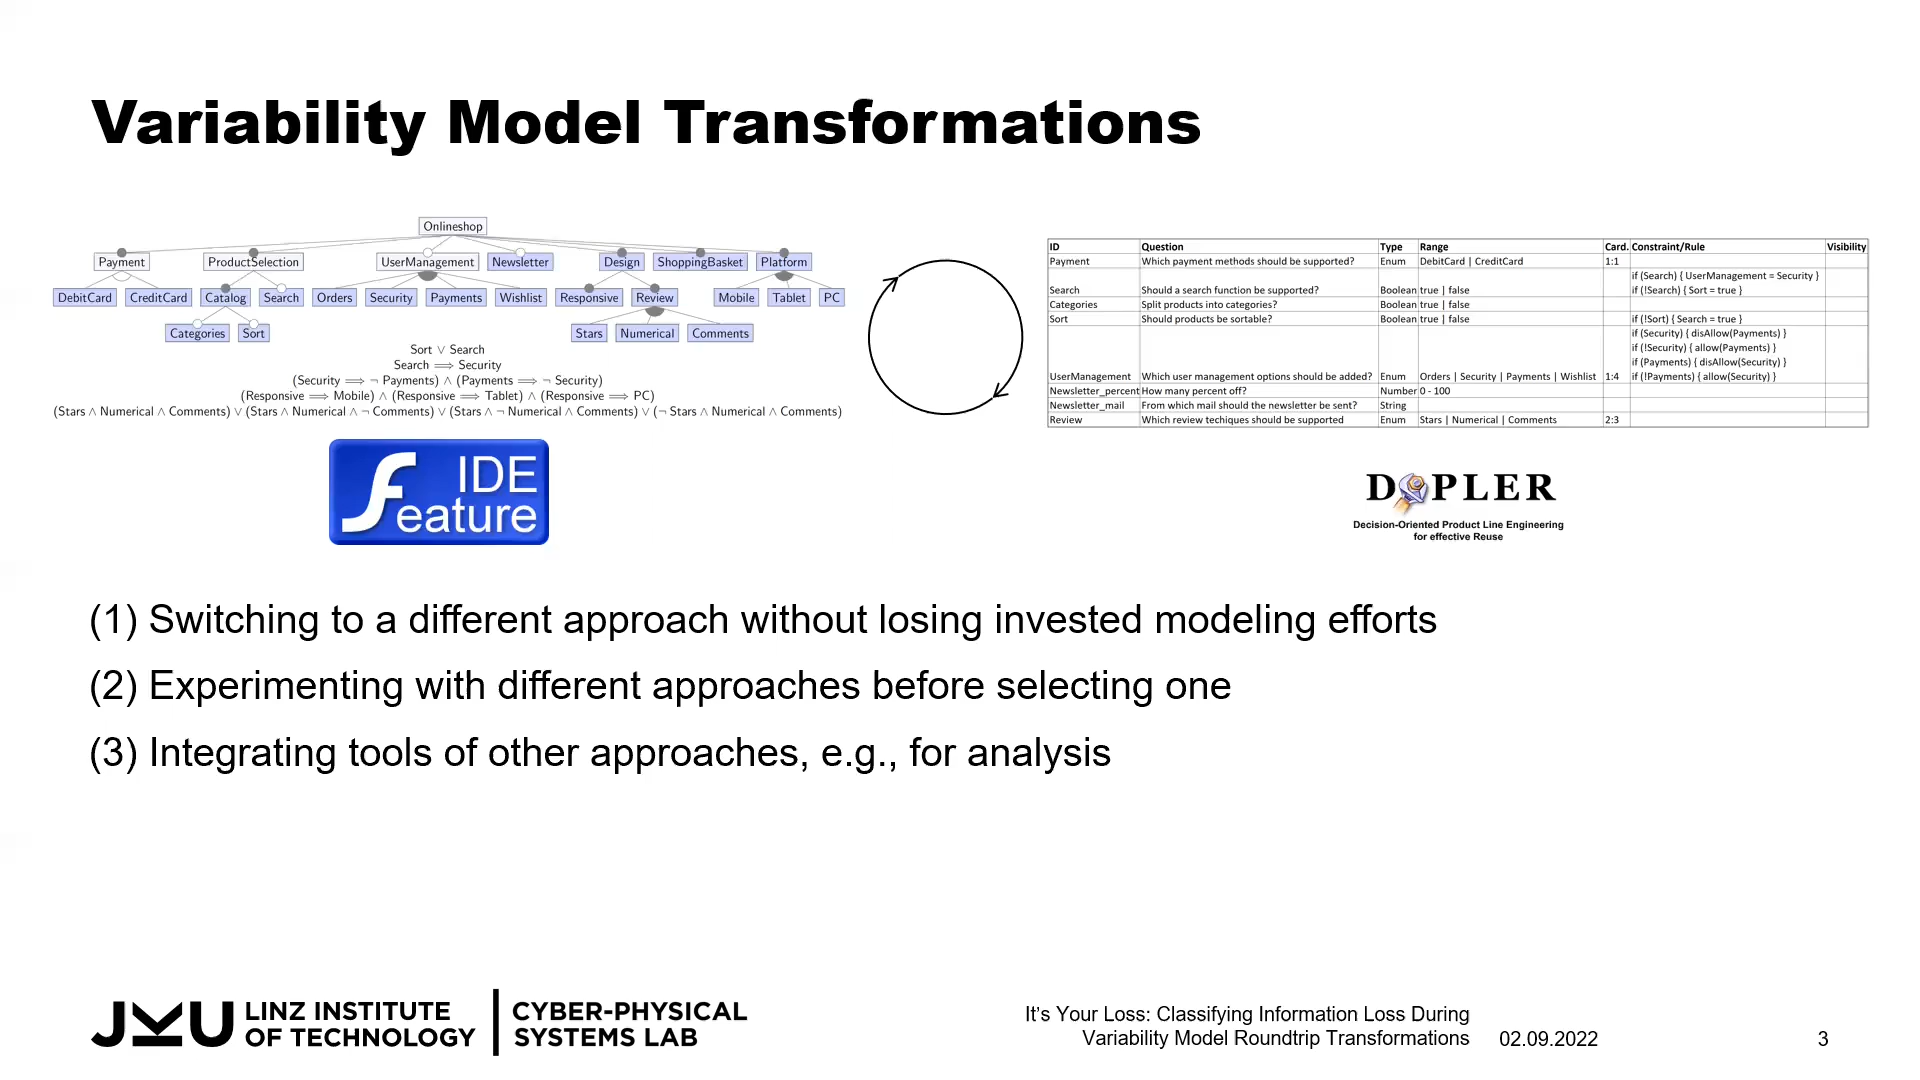 Variability Model Transformations
Onlineshop
Payment ProductSelection UserManagement Newsletter Design ShoppingBasket Platform
DebitCard CreditCard Catalog Search Orders Security Payments Wishlist Responsive Review Mobile Tablet PC
Categories Sort Stars Numerical Comments
Sort ∨ Search
Search ⟹ Security
(Security ⟹ ¬ Payments) ∧ (Payments ⟹ ¬ Security)
(Responsive ⟹ Mobile) ∧ (Responsive ⟹ Tablet) ∧ (Responsive ⟹ PC)
(Stars ∧ Numerical ∧ Comments) ∨ (Stars ∧ Numerical ∧ ¬ Comments) ∨ (Stars ∧ ¬ Numerical ∧ Comments) ∨ (¬ Stars ∧ Numerical ∧ Comments)
ID Question Type Range Card. Constraint/Rule Visibility
Payment Which payment methods should be supported? Enum DebitCard | CreditCard 1:1
if (Search) { UserManagement = Security }
Search Should a search function be supported? Boolean true | false if (!Search) { Sort = true }
Categories Split products into categories? Boolean true | false
Sort Should products be sortable? Boolean true | false if (!Sort) { Search = true }
if (Security) { disAllow(Payments) }
if (!Security) { allow(Payments) }
if (Payments) { disAllow(Security) }
UserManagement Which user management options should be added? Enum Orders | Security | Payments | Wishlist 1:4 if (!Payments) { allow(Security) }
Newsletter_percent How many percent off? Number 0 - 100
Newsletter_mail From which mail should the newsletter be sent? String
Review Which review techiques should be supported Enum Stars | Numerical | Comments 2:3
IDE
Feature
DOPLER
Decision-Oriented Product Line Engineering
for effective Reuse
(1) Switching to a different approach without losing invested modeling efforts
(2) Experimenting with different approaches before selecting one
(3) Integrating tools of other approaches, e.g., for analysis
JKU LINZ INSTITUTE
OF TECHNOLOGY
CYBER-PHYSICAL
SYSTEMS LAB
It's Your Loss: Classifying Information Loss During
Variability Model Roundtrip Transformations
02.09.2022
3